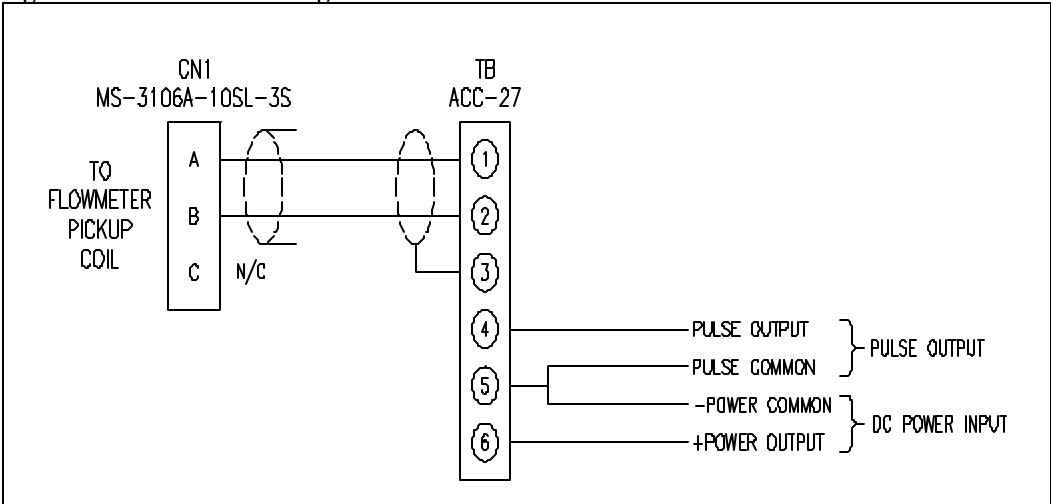 CN1
MS-3106A-10SL-3S
TB
ACC-27
TO
FLOWMETER
PICKUP
COIL
A
B
C
N/C
1
2
3
4
5
6
PULSE OUTPUT
PULSE COMMON
-POWER COMMON
+POWER OUTPUT
PULSE OUTPUT
DC POWER INPUT